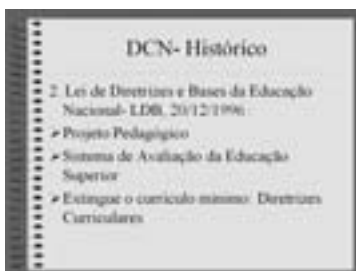 DCN- Histórico
2. Lei de Diretrizes e Bases da Educação
Nacional- LDB, 20/12/1996
Projeto Pedagógico
Sistema de Avaliação da Educação
Superior
Extingue o currículo mínimo: Diretrizes
Curriculares